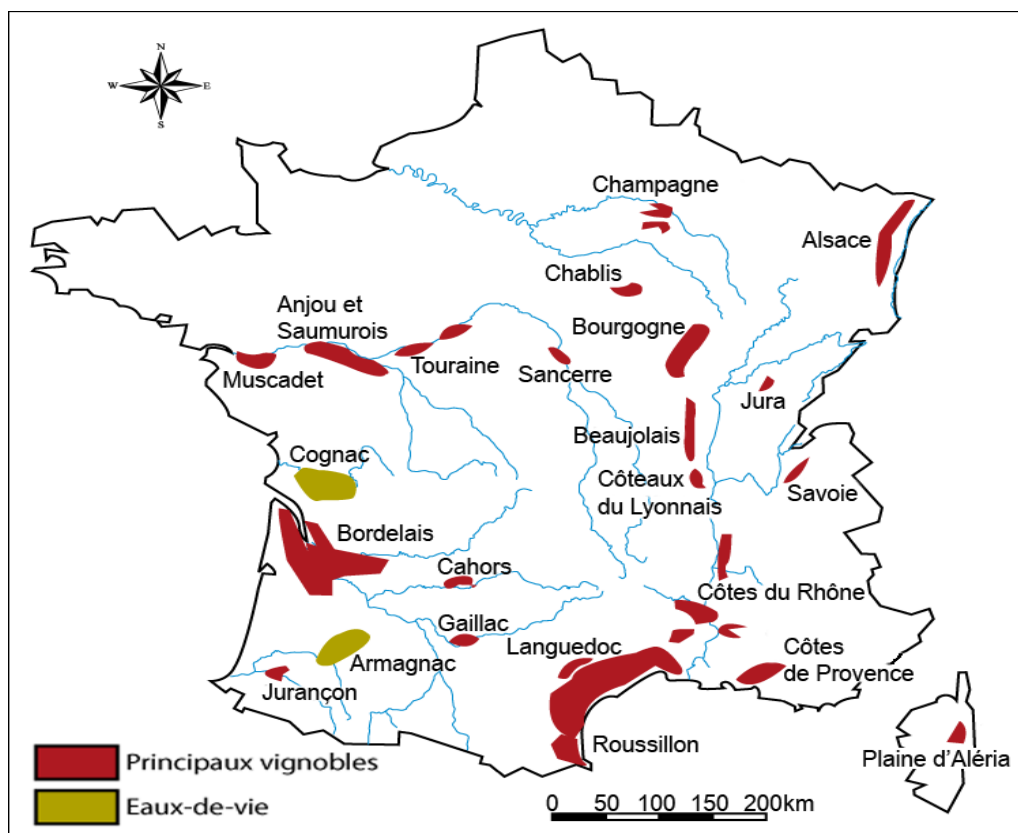 N
W E
S
Champagne
Alsace
Chablis
Anjou et
Saumurois
Bourgogne
Touraine
Sancerre
Muscadet
Jura
Beaujolais
Cognac
Côteaux
du Lyonnais
Savoie
Bordelais
Cahors
Côtes du Rhône
Gaillac
Languedoc
Côtes
de Provence
Armagnac
Jurançon
Roussillon
Plaine d'Aléria
Principaux vignobles
Eaux-de-vie
0 50 100 150 200km